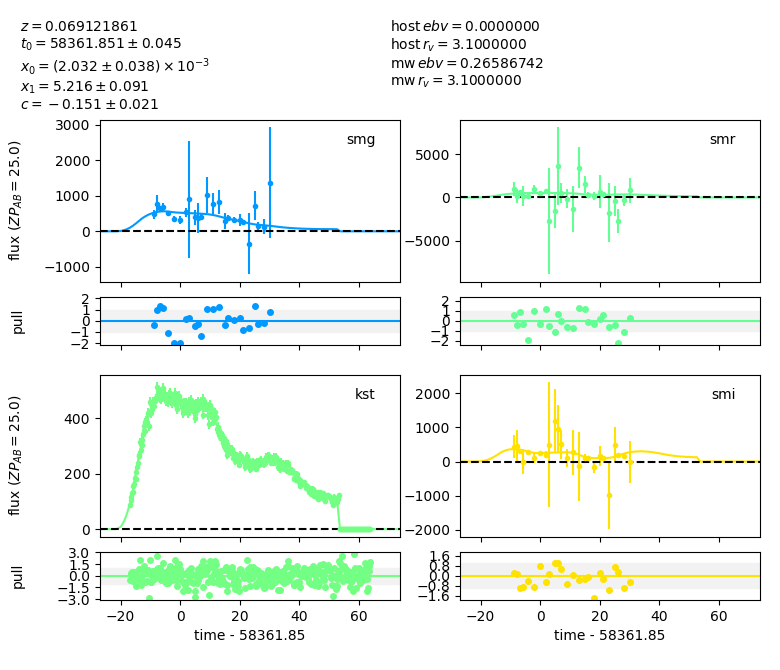 z = 0.069121861
t₀ = 58361.851 ± 0.045
x₀ = (2.032 ± 0.038) × 10⁻³
x₁ = 5.216 ± 0.091
c = −0.151 ± 0.021
host ebv = 0.0000000
host r_v = 3.1000000
mw ebv = 0.26586742
mw r_v = 3.1000000
flux (ZP_AB = 25.0)
3000
2000
1000
0
−1000
smg
5000
0
−5000
smr
pull
2
1
0
−1
−2
2
1
0
−1
−2
flux (ZP_AB = 25.0)
400
200
0
kst
2000
1000
0
−1000
−2000
smi
pull
3.0
1.5
0.0
−1.5
−3.0
1.6
0.8
0.0
−0.8
−1.6
−20 0 20 40 60
−20 0 20 40 60
time - 58361.85
time - 58361.85